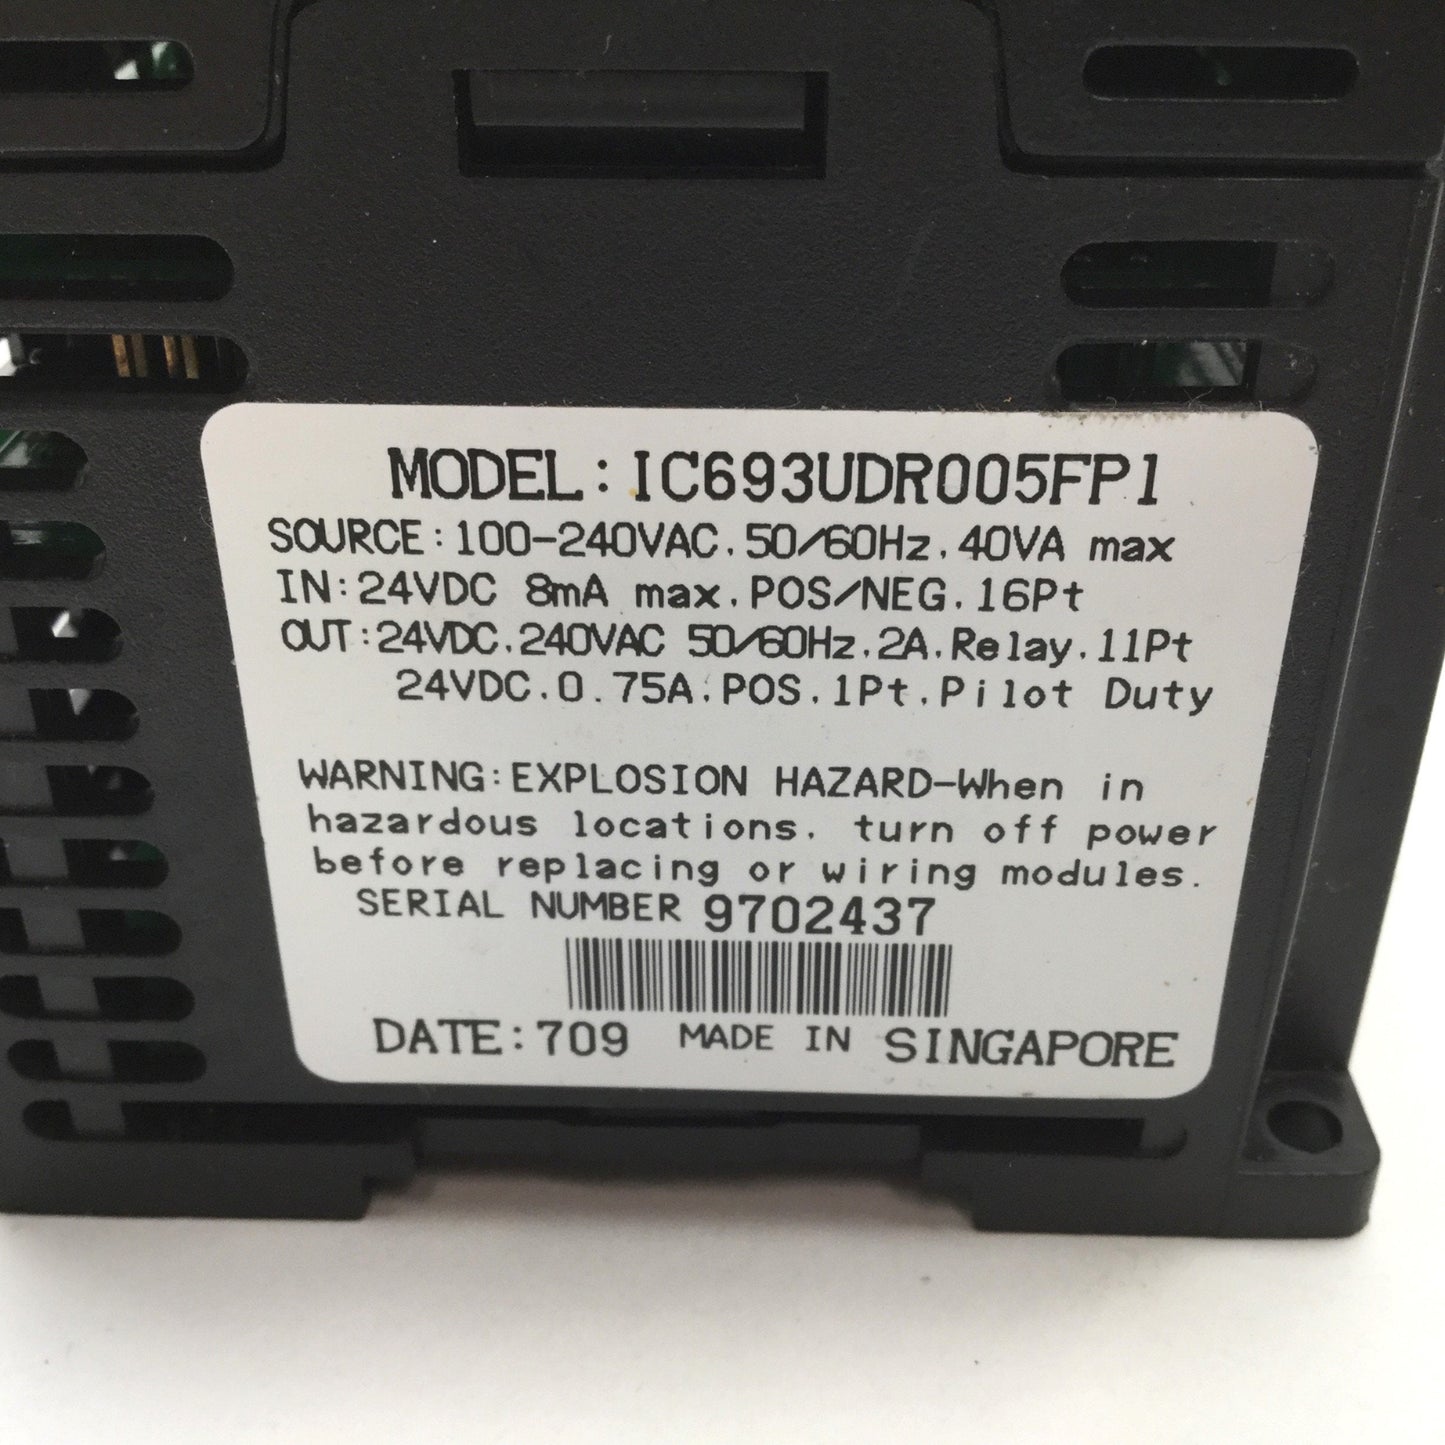 MODEL:IC693UDR005FP1
SOURCE:100-240VAC.50/60Hz.40VA max
IN:24VDC 8mA max.POS/NEG.16Pt
OUT:24VDC.240VAC 50/60Hz.2A.Relay.11Pt
24VDC.0.75A.POS.1Pt.Pilot Duty
WARNING:EXPLOSION HAZARD-When in
hazardous locations. turn off power
before replacing or wiring modules.
SERIAL NUMBER 9702437
DATE:709 MADE IN SINGAPORE